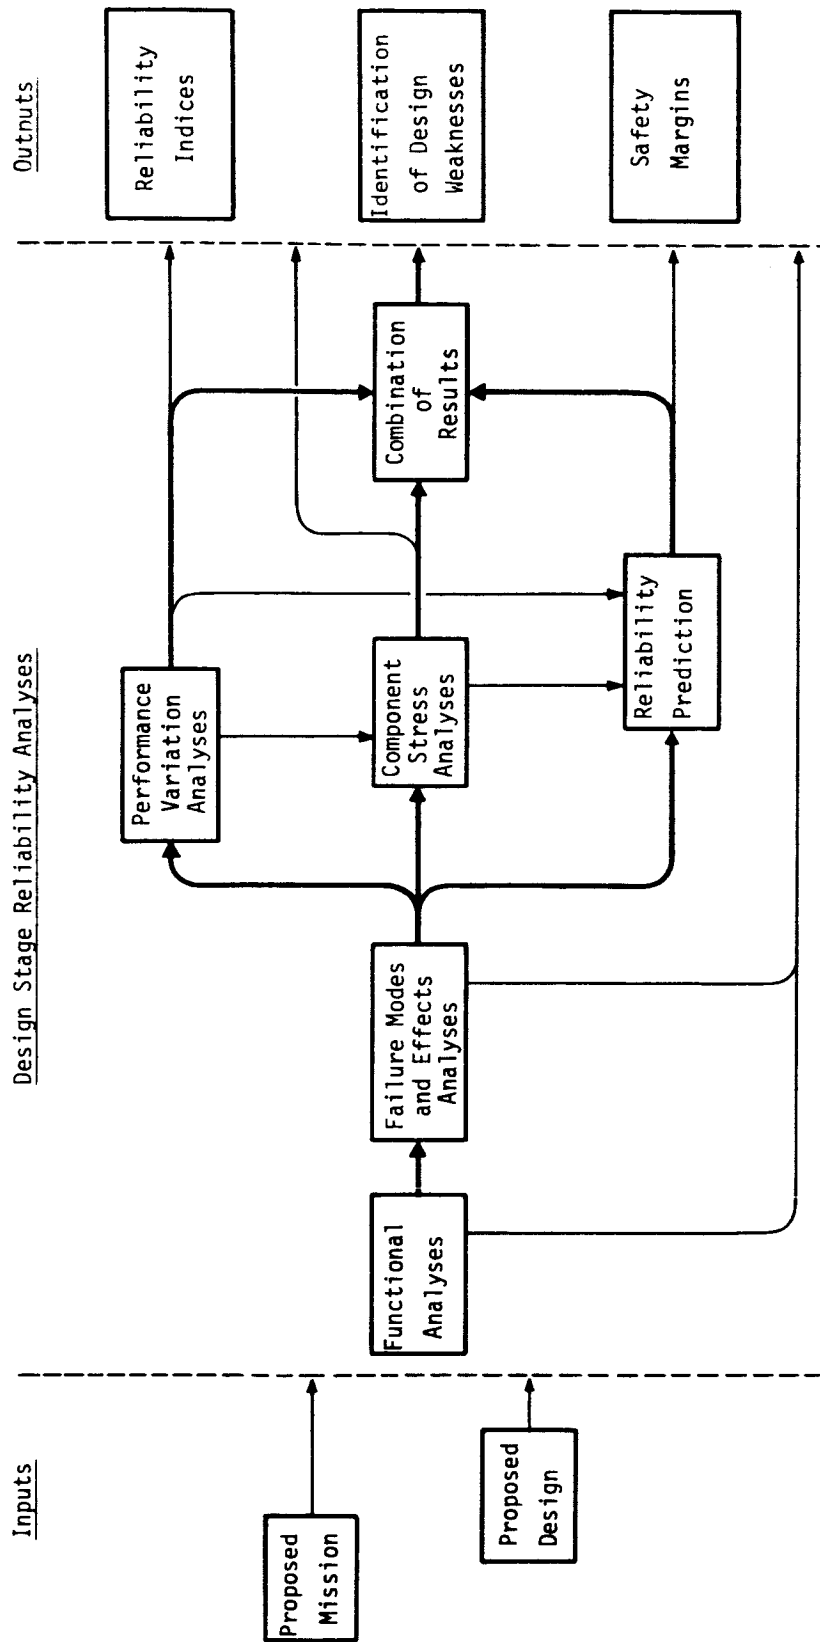 Inputs
Design Stage Reliability Analyses
Outnuts
Proposed
Mission
Proposed
Design
Functional
Analyses
Failure Modes
and Effects
Analyses
Performance
Variation
Analyses
Component
Stress
Analyses
Reliability
Prediction
Combination
of
Results
Reliability
Indices
Identification
of Design
Weaknesses
Safety
Margins